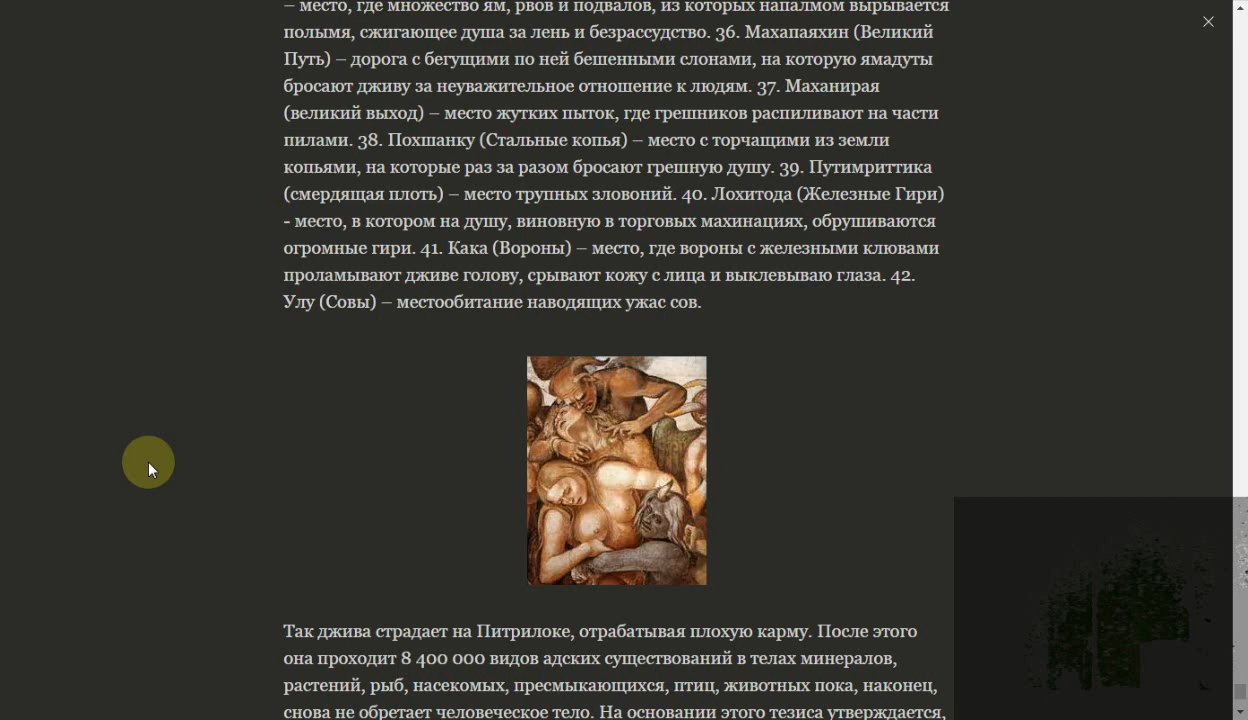 – место, где множество ям, рвов и подвалов, из которых напалмом вырывается
полымя, сжигающее душа за лень и безрассудство. 36. Махапаяхин (Великий
Путь) – дорога с бегущими по ней бешенными слонами, на которую ямадуты
бросают дживу за неуважительное отношение к людям. 37. Маханирая
(великий выход) – место жутких пыток, где грешников распиливают на части
пилами. 38. Похшанку (Стальные копья) – место с торчащими из земли
копьями, на которые раз за разом бросают грешную душу. 39. Путимриттика
(смердящая плоть) – место трупных зловоний. 40. Лохитода (Железные Гири)
- место, в котором на душу, виновную в торговых махинациях, обрушиваются
огромные гири. 41. Кака (Вороны) – место, где вороны с железными клювами
проламывают дживе голову, срывают кожу с лица и выклевываю глаза. 42.
Улу (Совы) – местообитание наводящих ужас сов.
Так джива страдает на Питрилоке, отрабатывая плохую карму. После этого
она проходит 8 400 000 видов адских существований в телах минералов,
растений, рыб, насекомых, пресмыкающихся, птиц, животных пока, наконец,
снова не обретает человеческое тело. На основании этого тезиса утверждается,